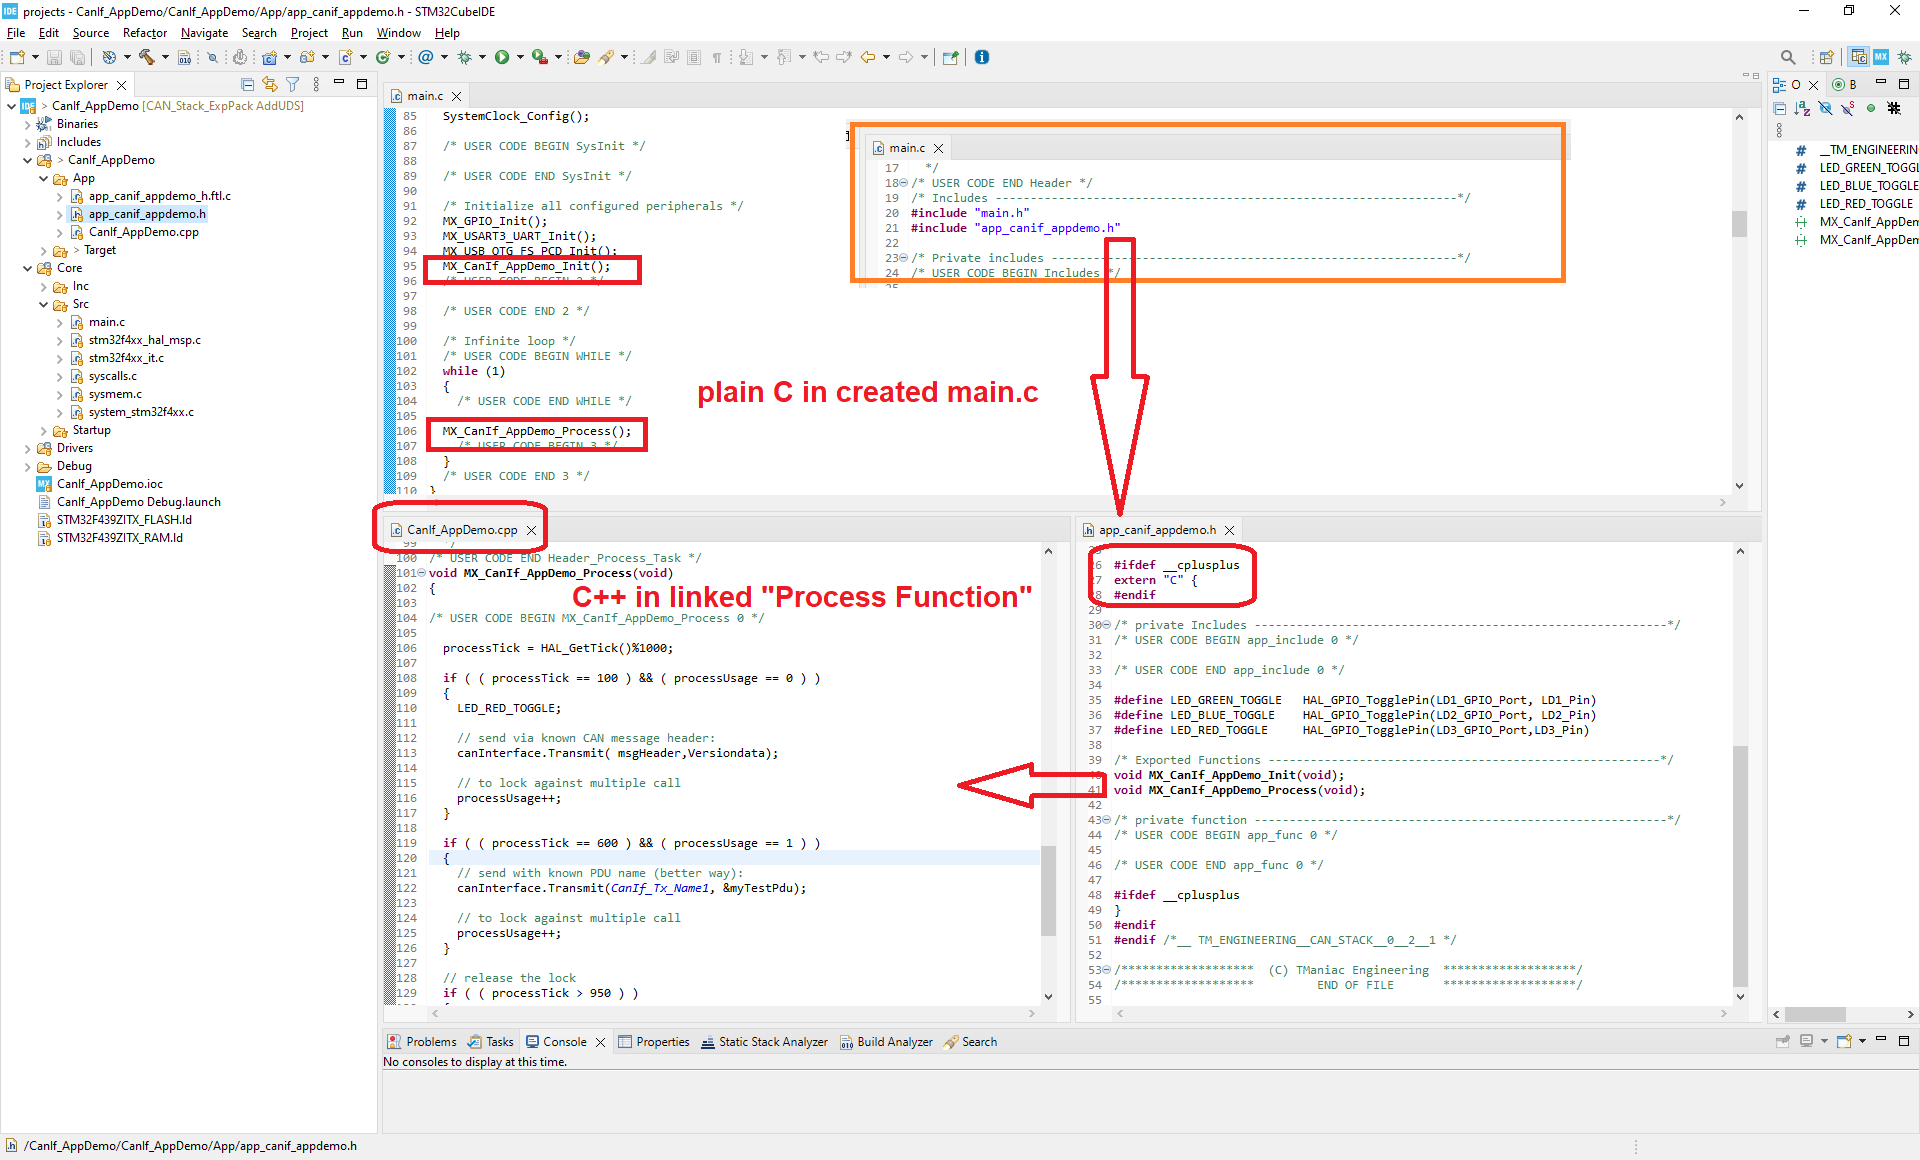 IDE projects - CanIf_AppDemo/CanIf_AppDemo/App/app_canif_appdemo.h - STM32CubeIDE
File Edit Source Refactor Navigate Search Project Run Window Help
Project Explorer
CanIf_AppDemo [CAN_Stack_ExpPack AddUDS]
Binaries
Includes
> CanIf_AppDemo
App
app_canif_appdemo_h.ftl.c
app_canif_appdemo.h
CanIf_AppDemo.cpp
> Target
Core
Inc
Src
main.c
stm32f4xx_hal_msp.c
stm32f4xx_it.c
syscalls.c
sysmem.c
system_stm32f4xx.c
Startup
Drivers
Debug
CanIf_AppDemo.ioc
CanIf_AppDemo Debug.launch
STM32F439ZITX_FLASH.ld
STM32F439ZITX_RAM.ld
main.c
85 SystemClock_Config();
86
87 /* USER CODE BEGIN SysInit */
88
89 /* USER CODE END SysInit */
90
91 /* Initialize all configured peripherals */
92 MX_GPIO_Init();
93 MX_USART3_UART_Init();
94 MX_USB_OTG_FS_PCD_Init();
95 MX_CanIf_AppDemo_Init();
96 /* USER CODE BEGIN 2 */
97
98 /* USER CODE END 2 */
99
100 /* Infinite loop */
101 /* USER CODE BEGIN WHILE */
102 while (1)
103 {
104 /* USER CODE END WHILE */
105
106 MX_CanIf_AppDemo_Process();
107 /* USER CODE BEGIN 3 */
108 }
109 /* USER CODE END 3 */
110 }
main.c
17 */
18 /* USER CODE END Header */
19 /* Includes ------------------------------------------------------------------*/
20 #include "main.h"
21 #include "app_canif_appdemo.h"
22
23 /* Private includes ----------------------------------------------------------*/
24 /* USER CODE BEGIN Includes */
25
plain C in created main.c
CanIf_AppDemo.cpp
99 */
100 /* USER CODE END Header_Process_Task */
101 void MX_CanIf_AppDemo_Process(void)
102 {
103
C++ in linked "Process Function"
104 /* USER CODE BEGIN MX_CanIf_AppDemo_Process 0 */
105
106 processTick = HAL_GetTick()%1000;
107
108 if ( ( processTick == 100 ) && ( processUsage == 0 ) )
109 {
110 LED_RED_TOGGLE;
111
112 // send via known CAN message header:
113 canInterface.Transmit( msgHeader,Versiondata);
114
115 // to lock against multiple call
116 processUsage++;
117 }
118
119 if ( ( processTick == 600 ) && ( processUsage == 1 ) )
120 {
121 // send with known PDU name (better way):
122 canInterface.Transmit(CanIf_Tx_Name1, &myTestPdu);
123
124 // to lock against multiple call
125 processUsage++;
126 }
127
128 // release the lock
129 if ( ( processTick > 950 ) )
app_canif_appdemo.h
26 #ifdef __cplusplus
27 extern "C" {
28 #endif
29
30 /* private Includes -----------------------------------------------------------*/
31 /* USER CODE BEGIN app_include 0 */
32
33 /* USER CODE END app_include 0 */
34
35 #define LED_GREEN_TOGGLE HAL_GPIO_TogglePin(LD1_GPIO_Port, LD1_Pin)
36 #define LED_BLUE_TOGGLE HAL_GPIO_TogglePin(LD2_GPIO_Port, LD2_Pin)
37 #define LED_RED_TOGGLE HAL_GPIO_TogglePin(LD3_GPIO_Port,LD3_Pin)
38
39 /* Exported Functions --------------------------------------------------------*/
40 void MX_CanIf_AppDemo_Init(void);
41 void MX_CanIf_AppDemo_Process(void);
42
43 /* private function -----------------------------------------------------------*/
44 /* USER CODE BEGIN app_func 0 */
45
46 /* USER CODE END app_func 0 */
47
48 #ifdef __cplusplus
49 }
50 #endif
51 #endif /*__ TM_ENGINEERING__CAN_STACK__0__2__1 */
52
53 /******************* (C) TManiac Engineering *******************/
54 /******************* END OF FILE *******************/
55
O B
# __TM_ENGINEERIN
# LED_GREEN_TOGGL
# LED_BLUE_TOGGLE
# LED_RED_TOGGLE
MX_CanIf_AppDem
MX_CanIf_AppDem
Problems Tasks Console Properties Static Stack Analyzer Build Analyzer Search
No consoles to display at this time.
/CanIf_AppDemo/CanIf_AppDemo/App/app_canif_appdemo.h